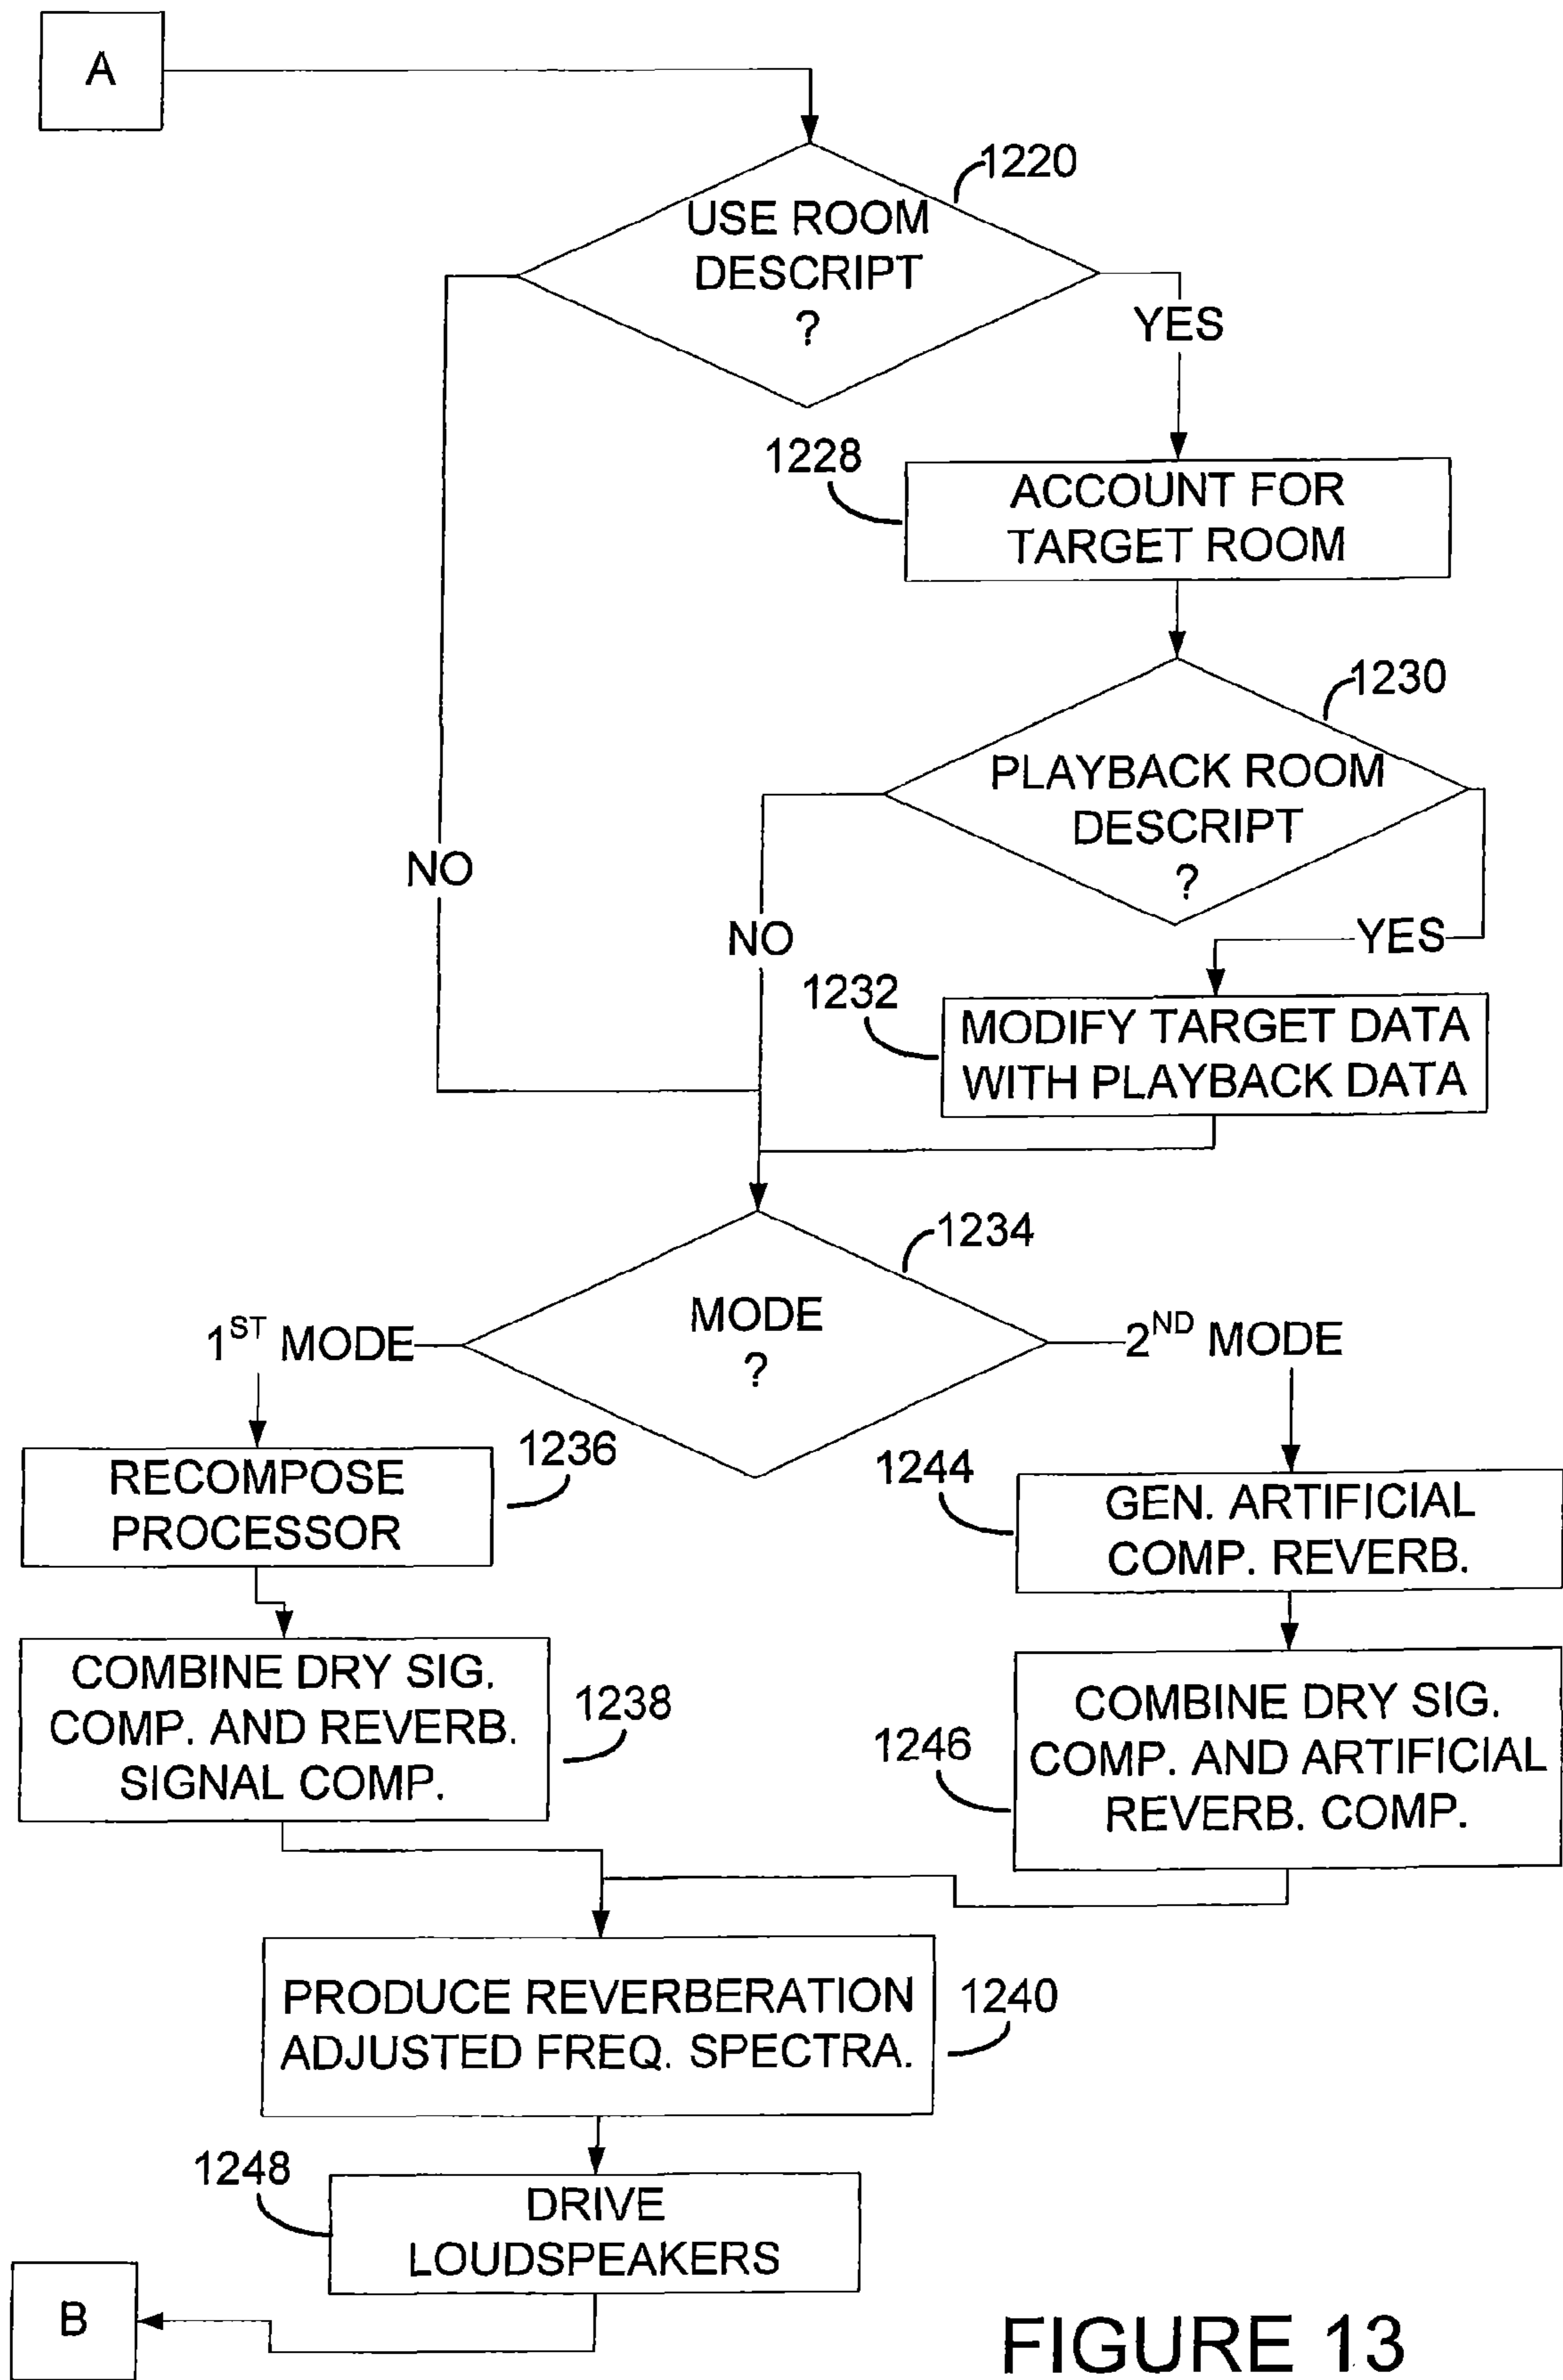 A
1220
USE ROOM
DESCRIPT
?
YES
1228
ACCOUNT FOR
TARGET ROOM
1230
PLAYBACK ROOM
DESCRIPT
?
NO
NO
YES
1232
MODIFY TARGET DATA
WITH PLAYBACK DATA
1234
MODE
?
1ST MODE
2ND MODE
1236
RECOMPOSE
PROCESSOR
1244
GEN. ARTIFICIAL
COMP. REVERB.
COMBINE DRY SIG.
COMP. AND REVERB.
SIGNAL COMP.
1238
1246
COMBINE DRY SIG.
COMP. AND ARTIFICIAL
REVERB. COMP.
PRODUCE REVERBERATION
ADJUSTED FREQ. SPECTRA.
1240
1248
DRIVE
LOUDSPEAKERS
B
FIGURE 13